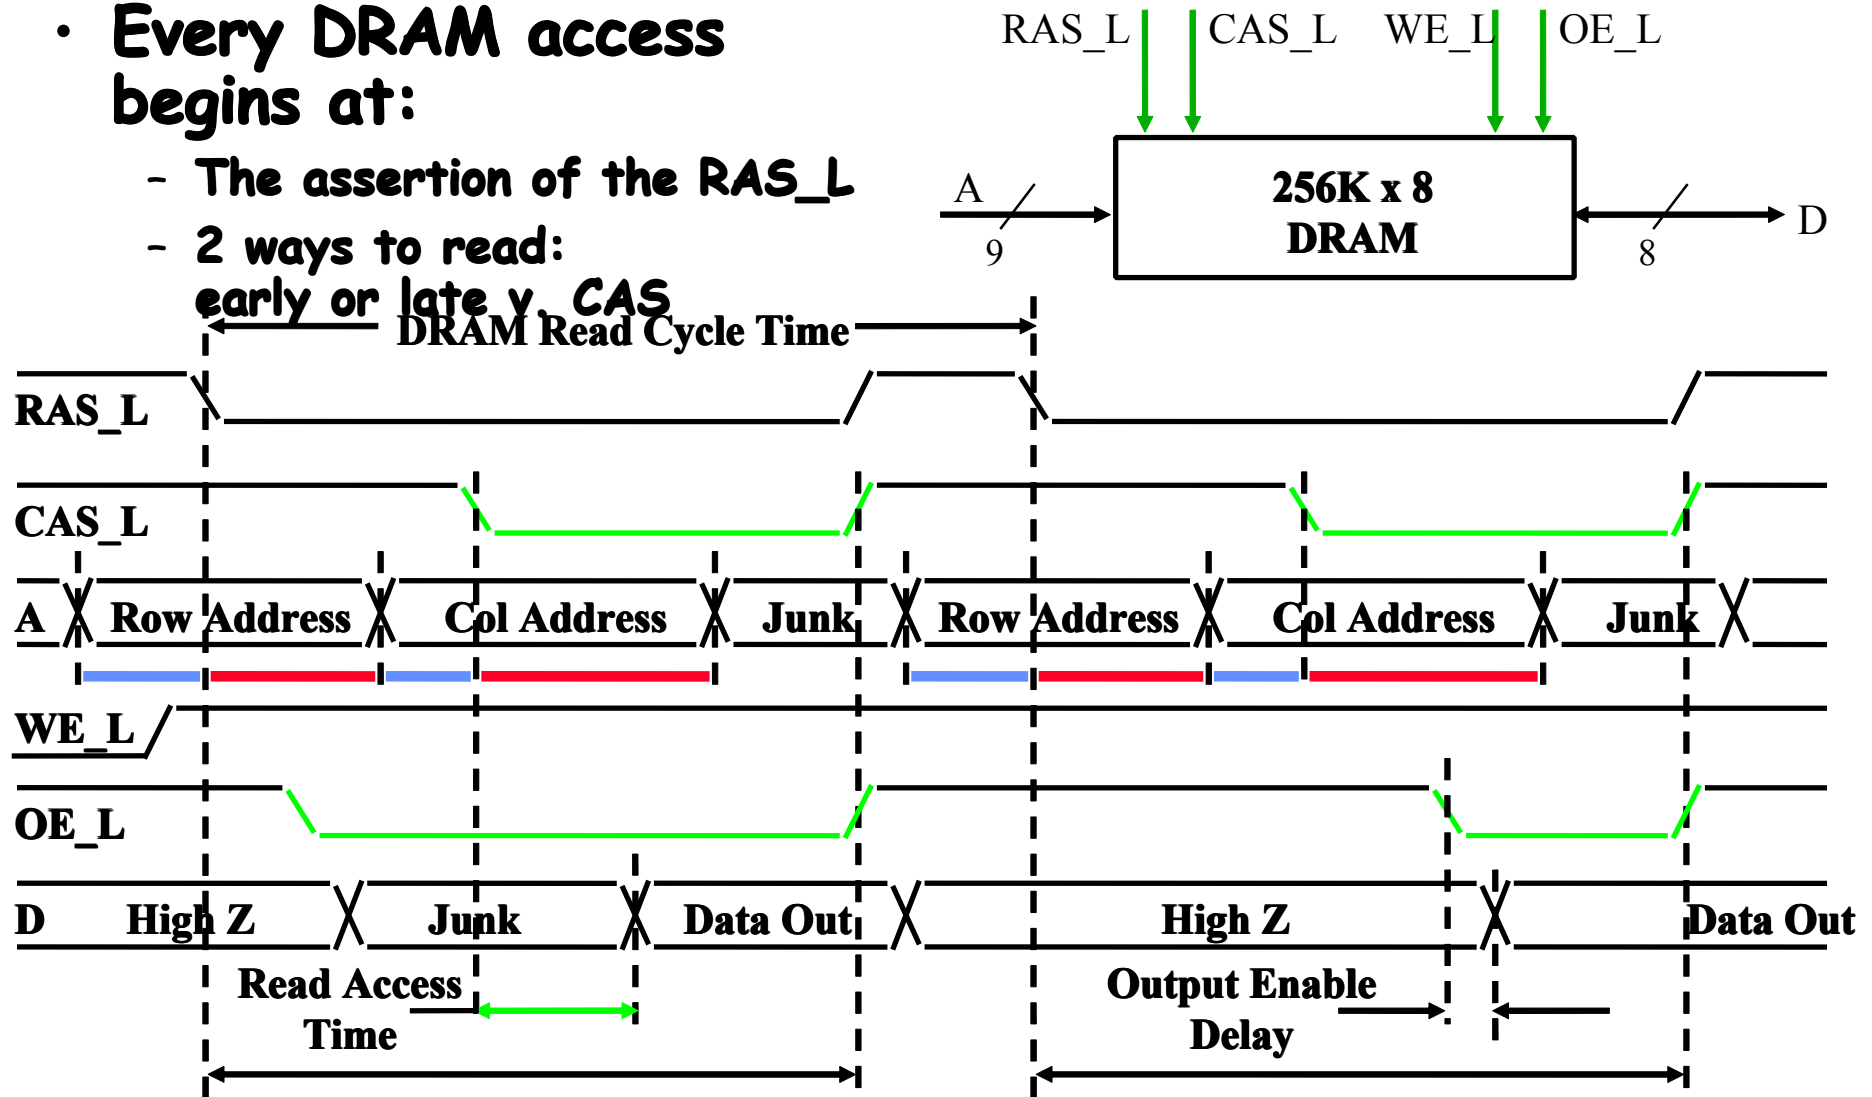 · Every DRAM access
begins at:
– The assertion of the RAS_L
– 2 ways to read:
early or late v. CAS
RAS_L CAS_L WE_L OE_L
A
9
256K x 8
DRAM
8
D
DRAM Read Cycle Time
RAS_L
CAS_L
A Row Address Col Address Junk Row Address Col Address Junk
WE_L
OE_L
D High Z Junk Data Out High Z Data Out
Read Access
Time
Output Enable
Delay